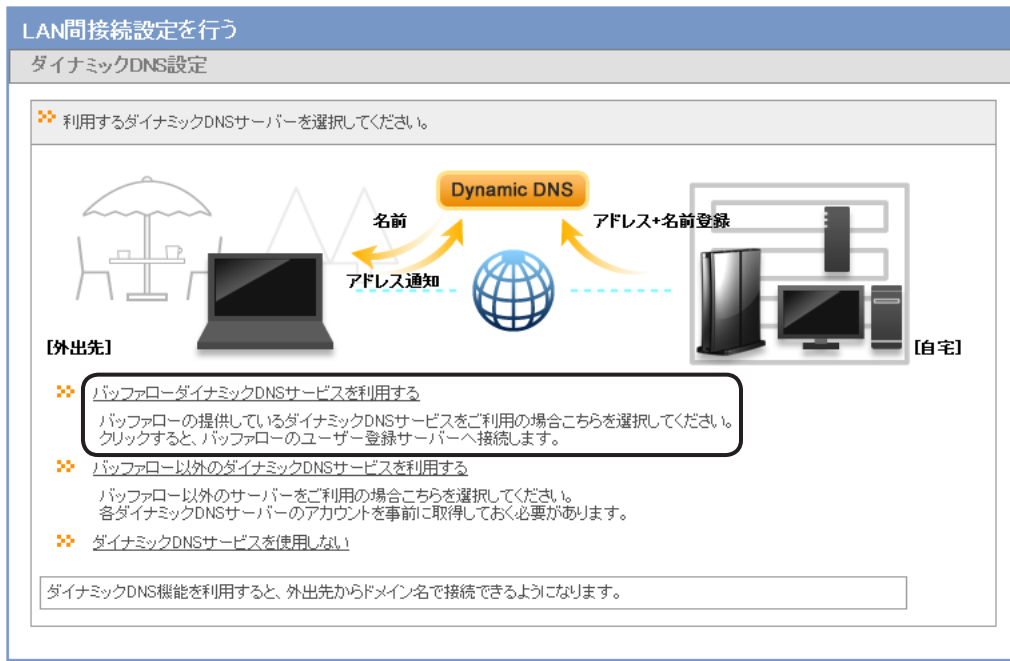 LAN間接続設定を行う
ダイナミックDNS設定
利用するダイナミックDNSサーバーを選択してください。
Dynamic DNS
名前
アドレス+名前登録
アドレス通知
[外出先]
[自宅]
バッファローダイナミックDNSサービスを利用する
バッファローの提供しているダイナミックDNSサービスをご利用の場合こちらを選択してください。
クリックすると、バッファローのユーザー登録サーバーへ接続します。
バッファロー以外のダイナミックDNSサービスを利用する
バッファロー以外のサーバーをご利用の場合こちらを選択してください。
各ダイナミックDNSサーバーのアカウントを事前に取得しておく必要があります。
ダイナミックDNSサービスを使用しない
ダイナミックDNS機能を利用すると、外出先からドメイン名で接続できるようになります。